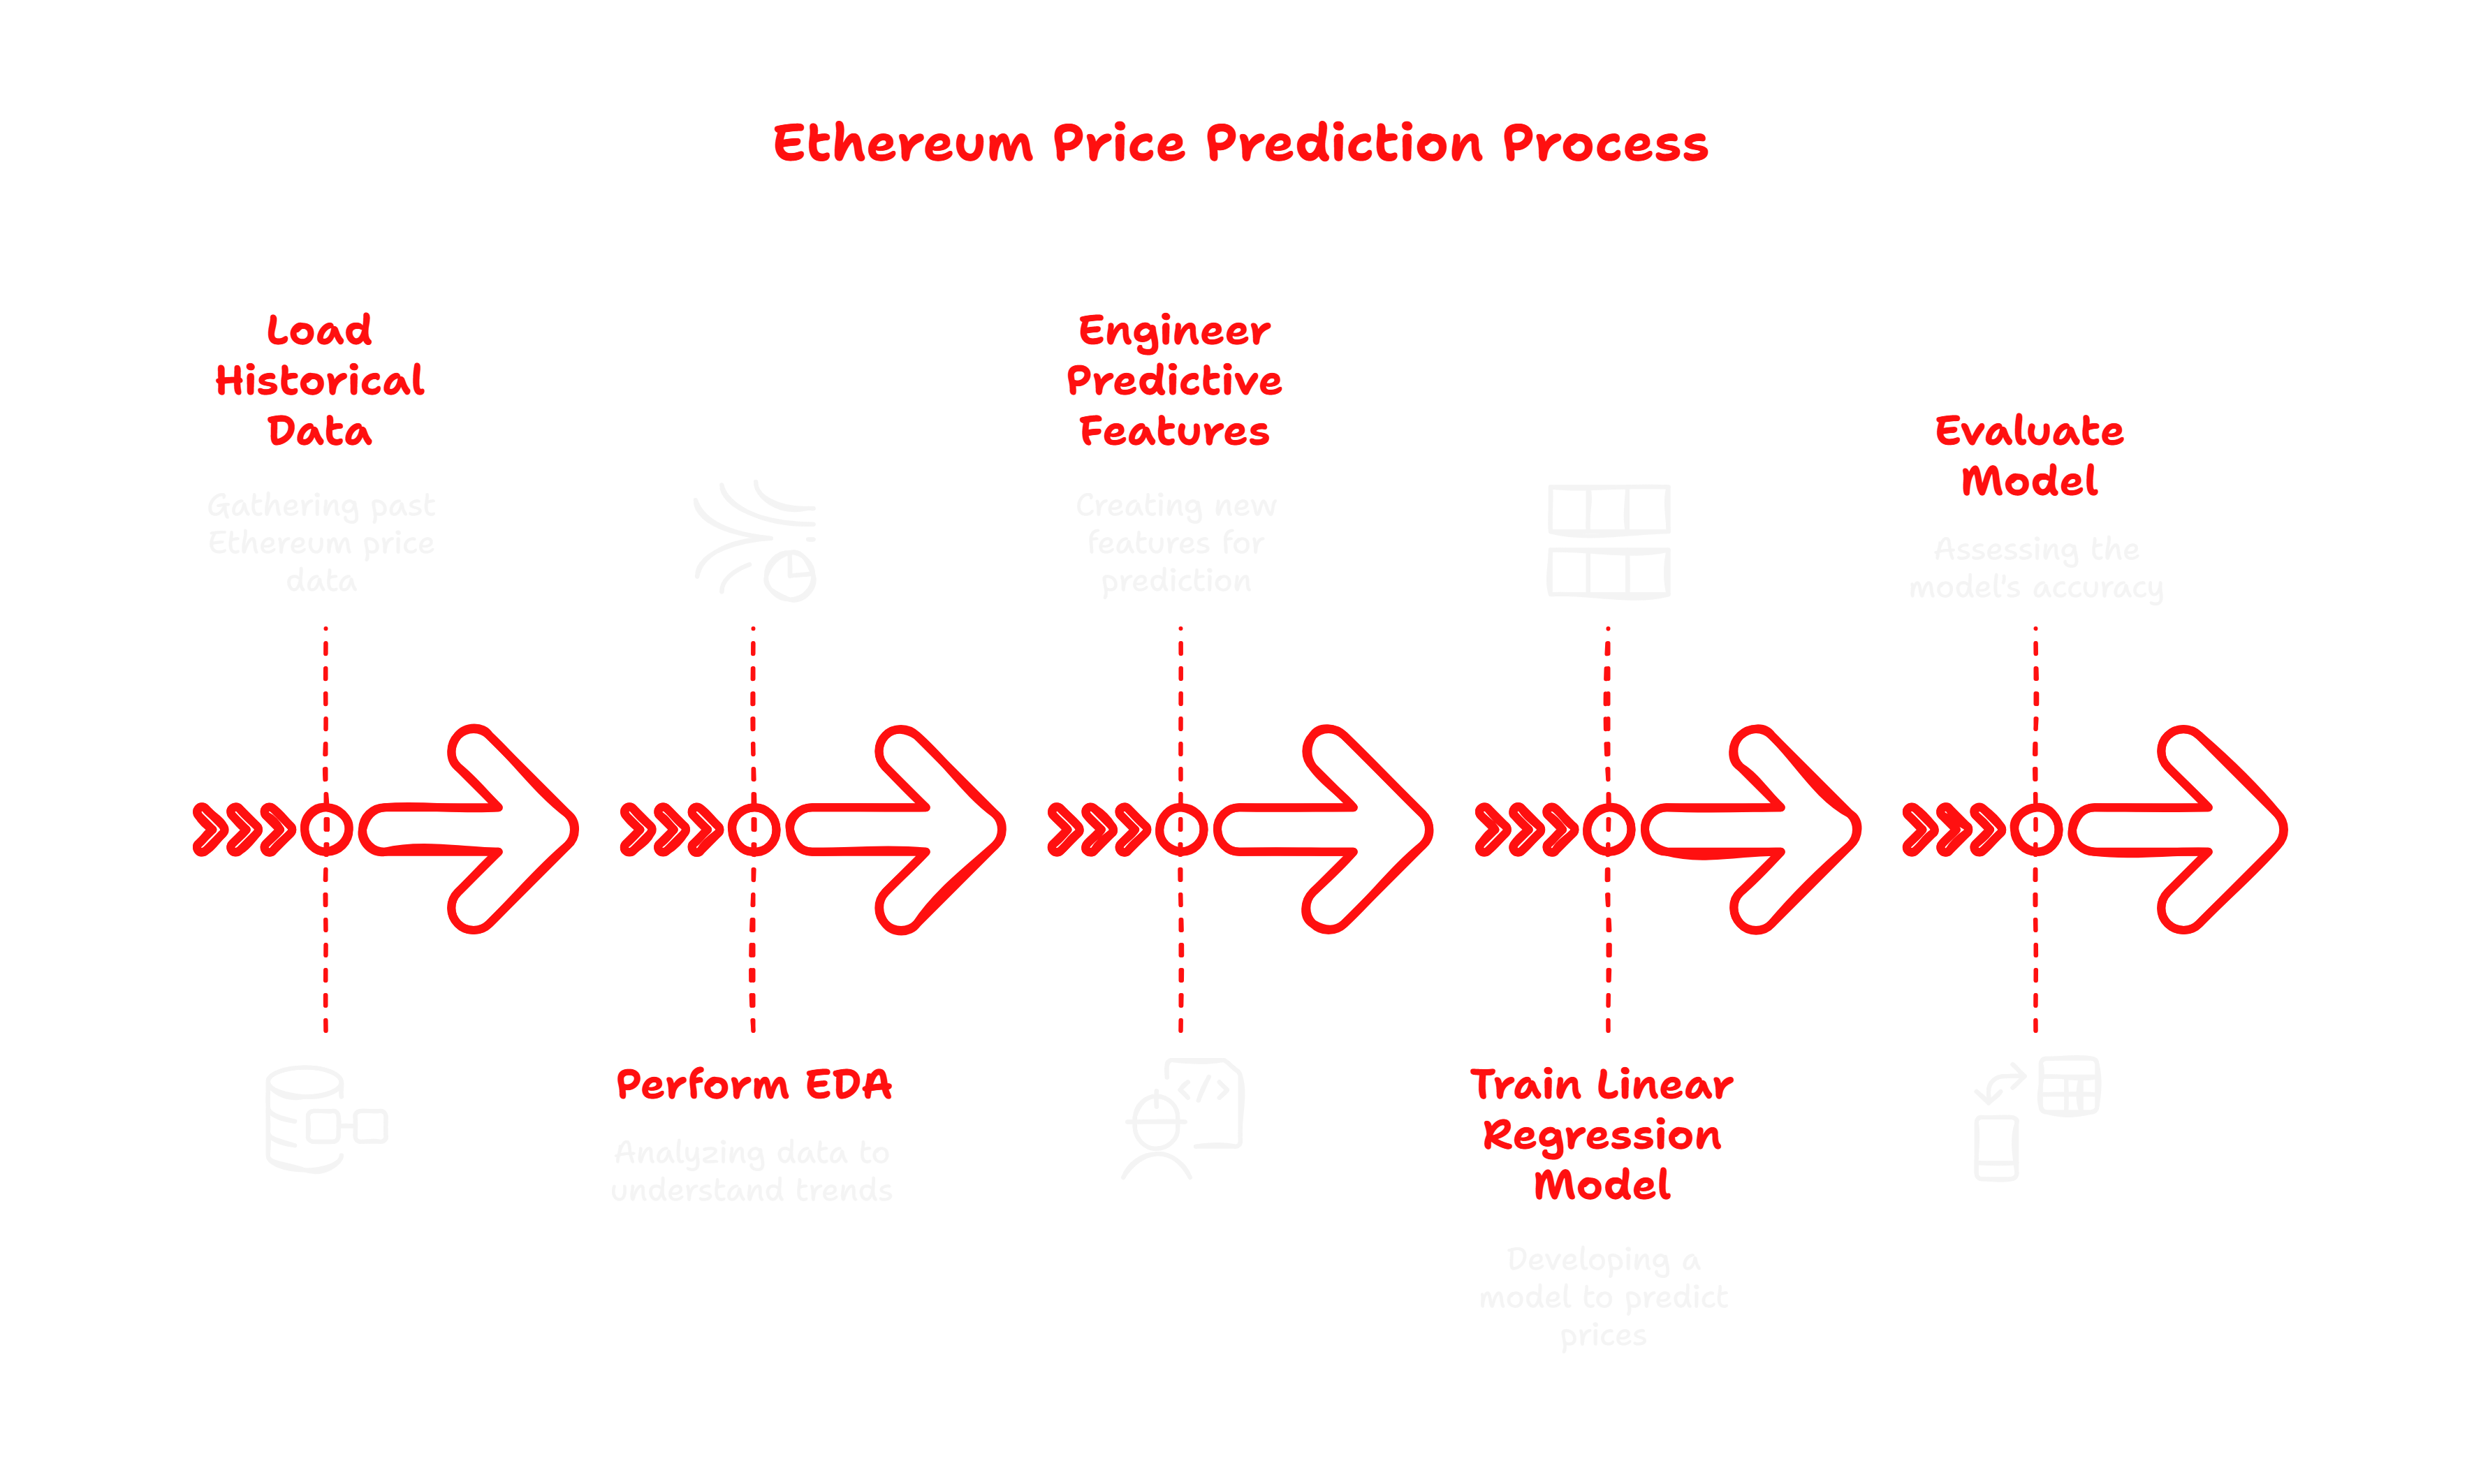 Ethereum Price Prediction Process
Load
Historical
Data
Gathering past
Ethereum price
data
Perform EDA
Analyzing data to
understand trends
Engineer
Predictive
Features
Creating new
features for
prediction
Train Linear
Regression
Model
Developing a
model to predict
prices
Evaluate
Model
Assessing the
model's accuracy